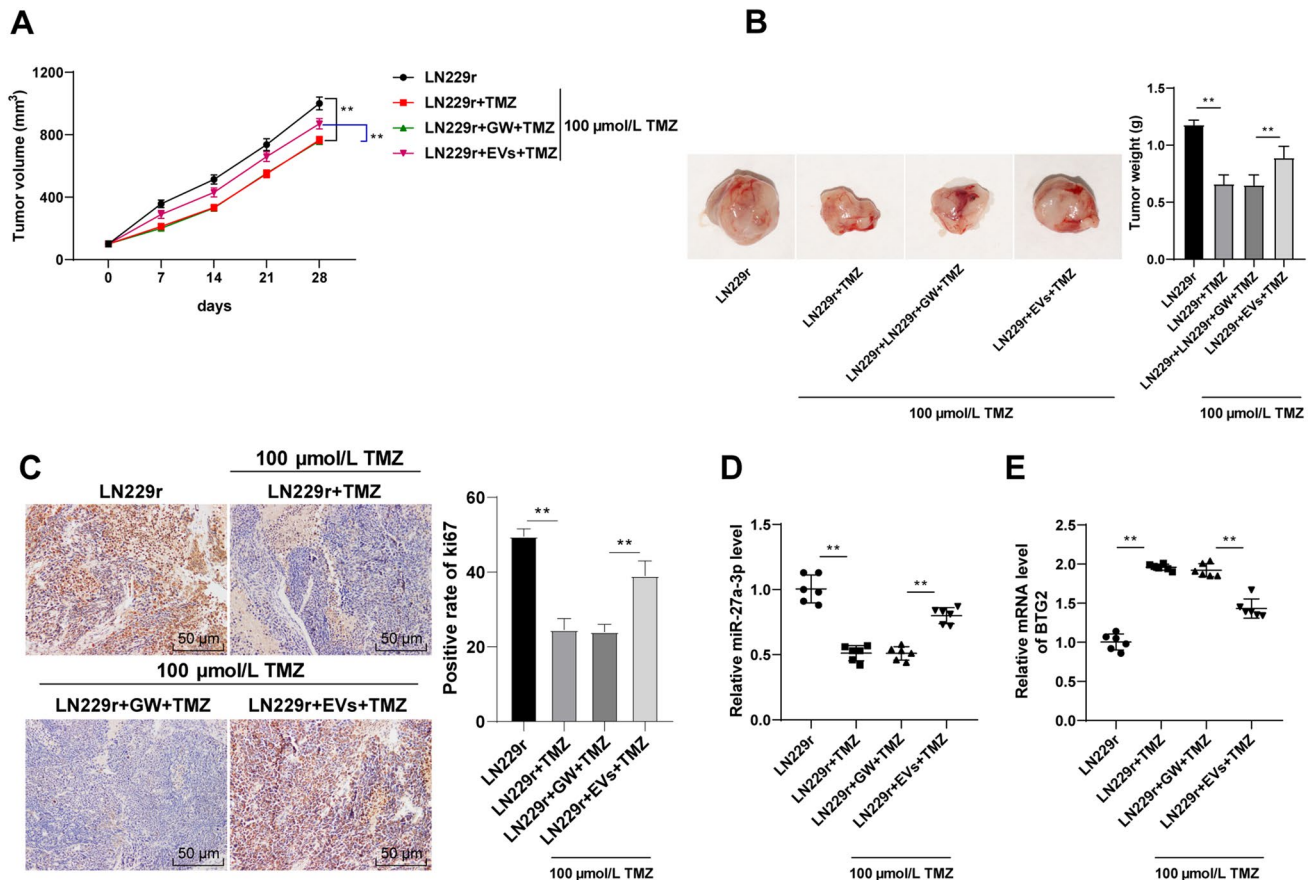 A
Tumor volume (mm³)
1200
800
400
0
0 7 14 21 28
days
**
**
LN229r
LN229r+TMZ
LN229r+GW+TMZ
LN229r+EVs+TMZ
100 µmol/L TMZ
B
LN229r
LN229r+TMZ
LN229r+LN229r+GW+TMZ
LN229r+EVs+TMZ
100 µmol/L TMZ
Tumor weight (g)
1.5
1.0
0.5
0.0
**
**
LN229r
LN229r+TMZ
LN229r+LN229r+GW+TMZ
LN229r+EVs+TMZ
100 µmol/L TMZ
C
100 µmol/L TMZ
LN229r
LN229r+TMZ
50 µm
50 µm
100 µmol/L TMZ
LN229r+GW+TMZ
LN229r+EVs+TMZ
50 µm
50 µm
Positive rate of ki67
60
40
20
0
**
**
LN229r
LN229r+TMZ
LN229r+GW+TMZ
LN229r+EVs+TMZ
100 µmol/L TMZ
D
Relative miR-27a-3p level
1.5
1.0
0.5
0.0
**
**
LN229r
LN229r+TMZ
LN229r+GW+TMZ
LN229r+EVs+TMZ
100 µmol/L TMZ
E
Relative mRNA level
of BTG2
2.5
2.0
1.5
1.0
0.5
0.0
**
**
LN229r
LN229r+TMZ
LN229r+GW+TMZ
LN229r+EVs+TMZ
100 µmol/L TMZ